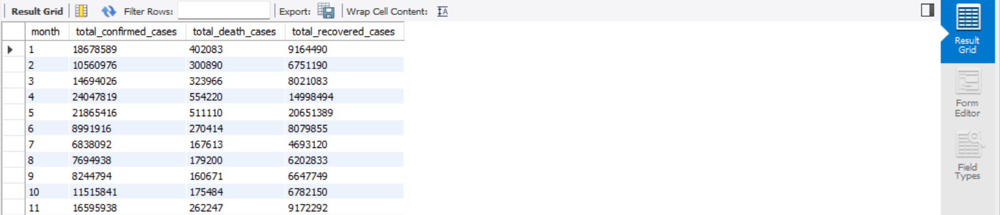 Result Grid Filter Rows: Export: Wrap Cell Content: IA
month total_confirmed_cases total_death_cases total_recovered_cases
1 18678589 402083 9164490
2 10560976 300890 6751190
3 14694026 323966 8021083
4 24047819 554220 14998494
5 21865416 511110 20651389
6 8991916 270414 8079855
7 6838092 167613 4693120
8 7694938 179200 6202833
9 8244794 160671 6647749
10 11515841 175484 6782150
11 16595938 262247 9172292
Result
Grid
Form
Editor
Field
Types